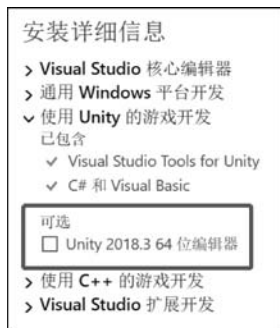 安装详细信息
Visual Studio 核心编辑器
通用 Windows 平台开发
使用 Unity 的游戏开发
已包含
Visual Studio Tools for Unity
C# 和 Visual Basic
可选
Unity 2018.3 64 位编辑器
使用 C++ 的游戏开发
Visual Studio 扩展开发